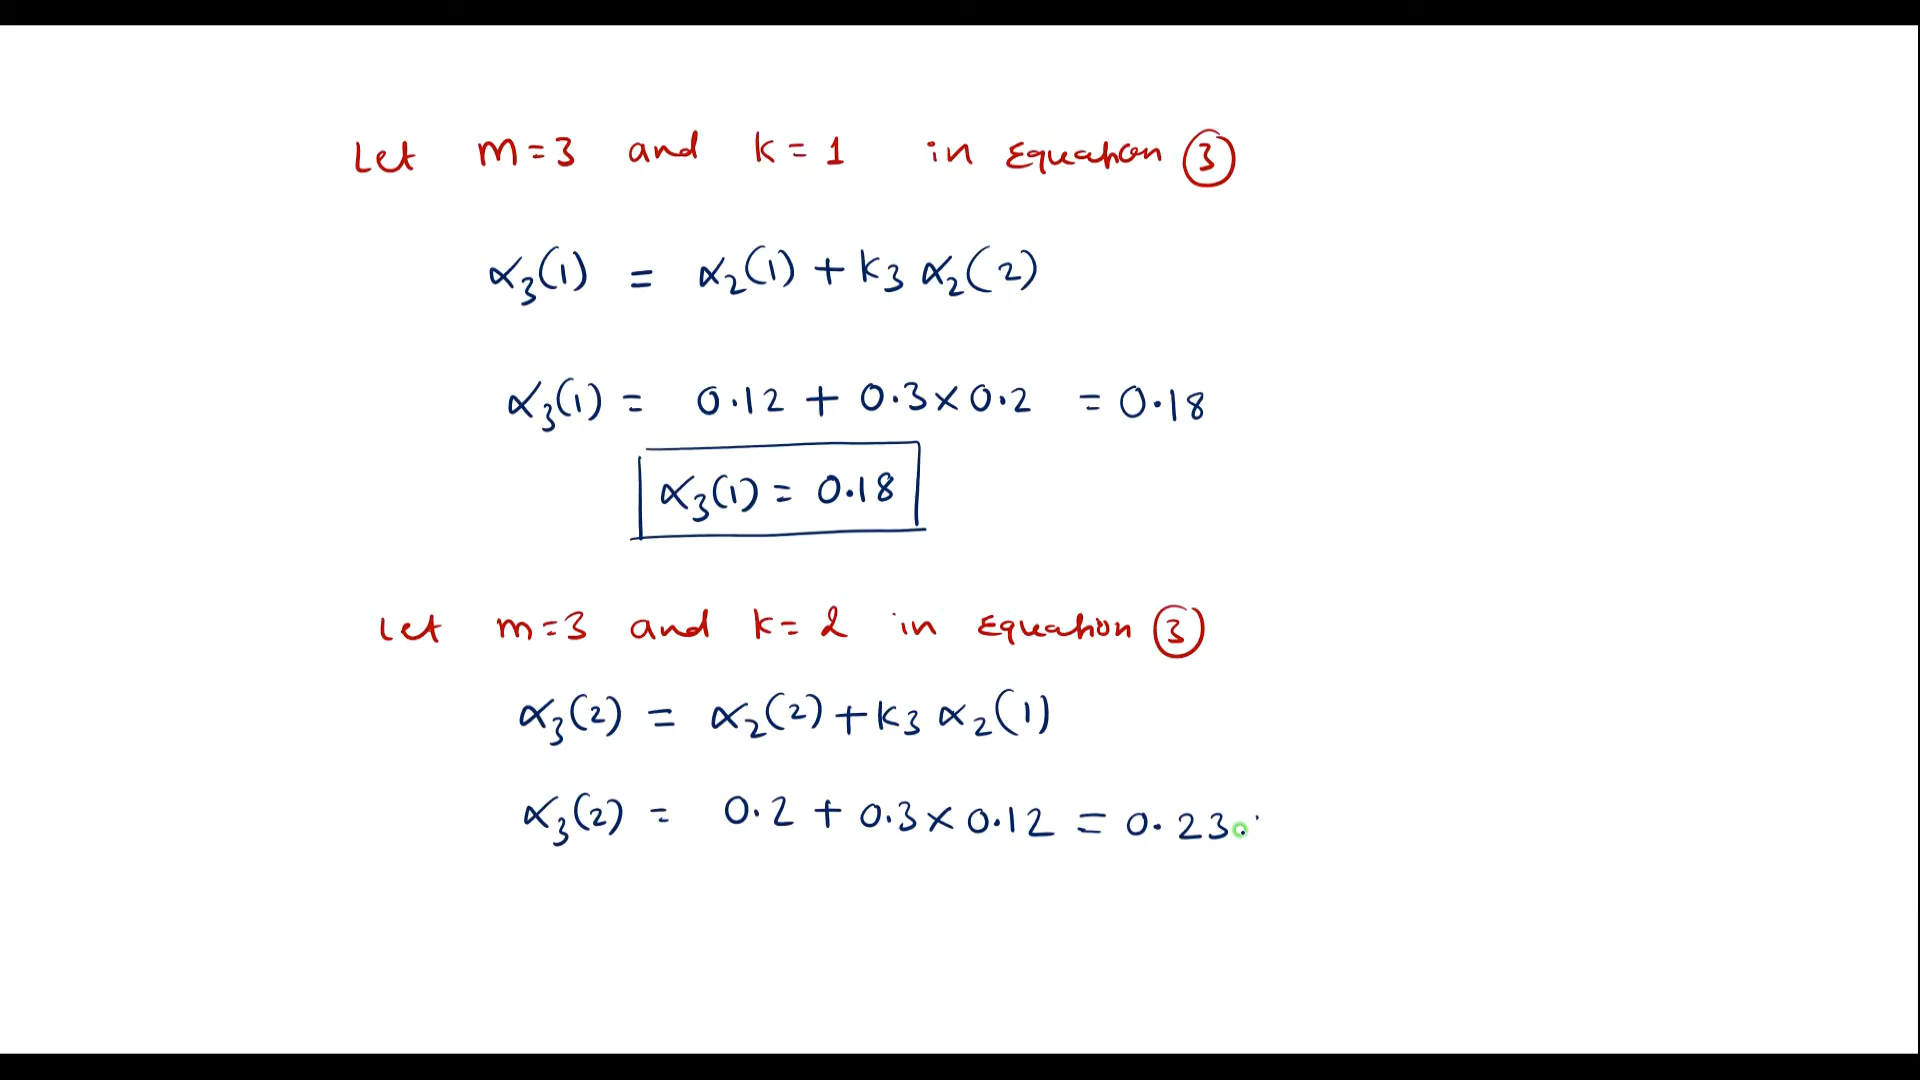 Let m=3 and k=1 in Equation ③
α₃(1) = α₂(1) + k₃ α₂(2)
α₃(1) = 0.12 + 0.3×0.2 = 0.18
α₃(1) = 0.18
Let m=3 and k=2 in Equation ③
α₃(2) = α₂(2) + k₃ α₂(1)
α₃(2) = 0.2 + 0.3×0.12 = 0.23